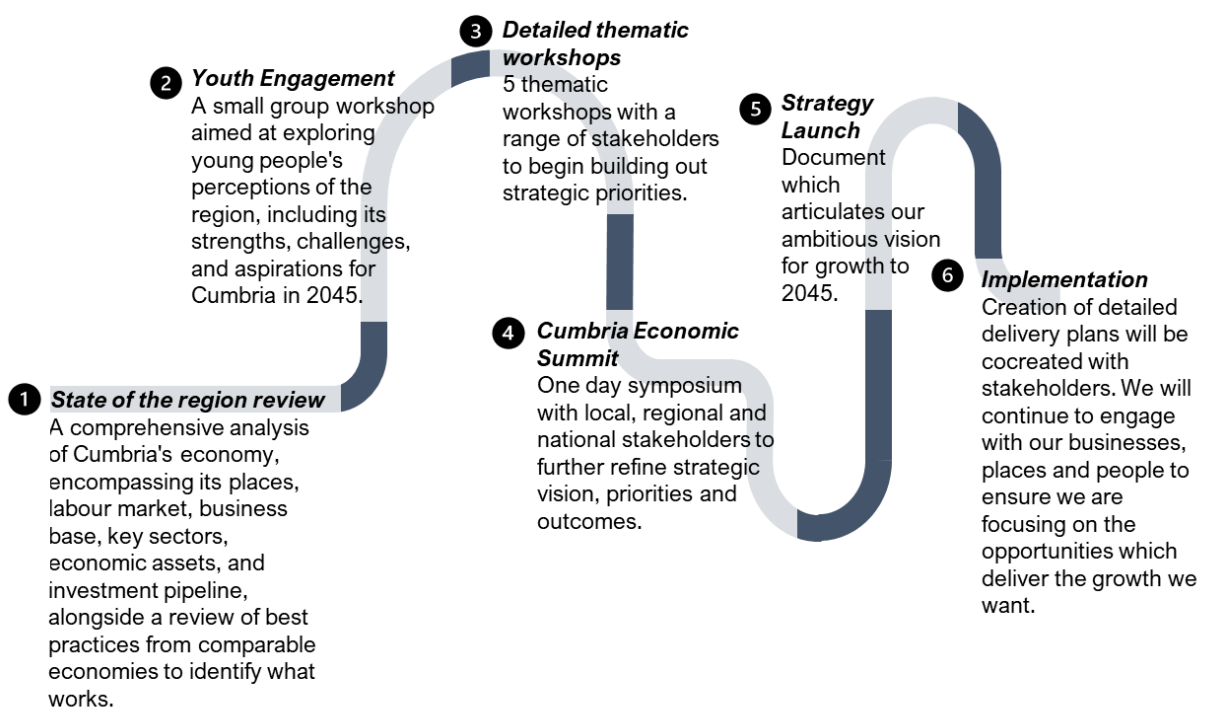 1 State of the region review
A comprehensive analysis
of Cumbria's economy,
encompassing its places,
labour market, business
base, key sectors,
economic assets, and
investment pipeline,
alongside a review of best
practices from comparable
economies to identify what
works.
2 Youth Engagement
A small group workshop
aimed at exploring
young people's
perceptions of the
region, including its
strengths, challenges,
and aspirations for
Cumbria in 2045.
3 Detailed thematic
workshops
5 thematic
workshops with a
range of stakeholders
to begin building out
strategic priorities.
4 Cumbria Economic
Summit
One day symposium
with local, regional and
national stakeholders to
further refine strategic
vision, priorities and
outcomes.
5 Strategy
Launch
Document
which
articulates our
ambitious vision
for growth to
2045.
6 Implementation
Creation of detailed
delivery plans will be
cocreated with
stakeholders. We will
continue to engage
with our businesses,
places and people to
ensure we are
focusing on the
opportunities which
deliver the growth we
want.